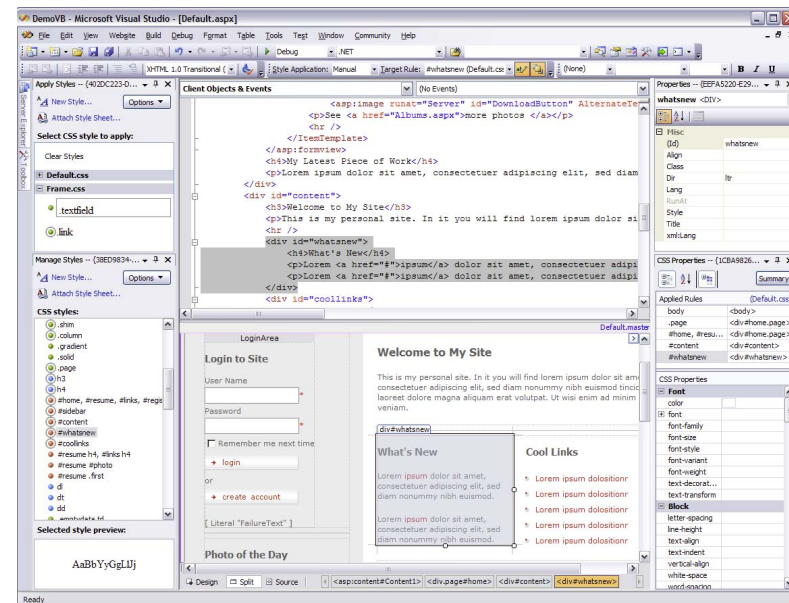 DemoVB - Microsoft Visual Studio - [Default.aspx]
File Edit View Website Build Debug Format Table Tools Test Window Community Help
Debug .NET
XHTML 1.0 Transitional ( Style Application: Manual Target Rule: #whatsnew (Default.css (None) B I U
Server Explorer
Toolbox
Apply Styles -- {402DC223-D...
New Style...
Options
Attach Style Sheet...
Select CSS style to apply:
Clear Styles
Default.css
Frame.css
.textfield
.link
Manage Styles -- {38ED9834-...
New Style...
Options
Attach Style Sheet...
CSS styles:
.shim
.column
.gradient
.solid
.page
h3
h4
#home, #resume, #links, #regis
#sidebar
#content
#whatsnew
#coollinks
#resume h4, #links h4
#resume #photo
#resume .first
dl
dt
dd
.emptydata td
Selected style preview:
AaBbYyGgLlJj
Client Objects & Events
(No Events)
<asp:image runat="Server" id="DownloadButton" AlternateTe
<p>See <a href="Albums.aspx">more photos </a></p>
<hr />
</ItemTemplate>
</asp:formview>
<h4>My Latest Piece of Work</h4>
<p>Lorem ipsum dolor sit amet, consectetuer adipiscing elit, sed diam
</div>
<div id="content">
<h3>Welcome to My Site</h3>
<p>This is my personal site. In it you will find lorem ipsum dolor si
<hr />
<div id="whatsnew">
<h4>What's New</h4>
<p>Lorem <a href="#">ipsum</a> dolor sit amet, consectetuer adipi
<p>Lorem <a href="#">ipsum</a> dolor sit amet, consectetuer adipi
</div>
<div id="coollinks">
Default.master
LoginArea
Login to Site
User Name
*
Password
*
Remember me next time
login
or
create account
[ Literal "FailureText" ]
Photo of the Day
Welcome to My Site
This is my personal site. In it you will find lorem ipsum dolor sit ame
consectetuer adipiscing elit, sed diam nonummy nibh euismod tincid
laoreet dolore magna aliquam erat volutpat. Ut wisi enim ad minim
veniam.
div#whatsnew
What's New
Lorem ipsum dolor sit amet,
consectetuer adipiscing elit, sed
diam nonummy nibh euismod.
Lorem ipsum dolor sit amet,
consectetuer adipiscing elit, sed
diam nonummy nibh euismod.
Cool Links
Lorem ipsum dolositionr
Lorem ipsum dolositionr
Lorem ipsum dolositionr
Lorem ipsum dolositionr
Lorem ipsum dolositionr
Design Split Source <asp:content#Content1> <div.page#home> <div#content> <div#whatsnew>
Properties -- {EEFA5220-E29...
whatsnew <DIV>
Misc
(Id) whatsnew
Align
Class
Dir ltr
Lang
RunAt
Style
Title
xml:Lang
CSS Properties -- {1CBA9826...
Summary
Applied Rules (Default.css
body <body>
.page <div#home.page>
#home, #resu... <div#home.page>
#content <div#content>
#whatsnew <div#whatsnew>
CSS Properties
Font
color
font
font-family
font-size
font-style
font-variant
font-weight
text-decorat...
text-transform
Block
letter-spacing
line-height
text-align
text-indent
vertical-align
white-space
word-spacing
Ready